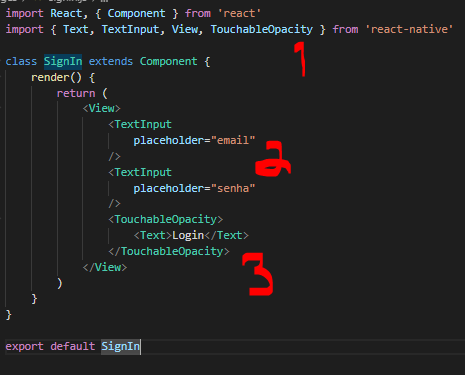 import React, { Component } from 'react'
import { Text, TextInput, View, TouchableOpacity } from 'react-native'
1
class SignIn extends Component {
render() {
return (
<View>
<TextInput
placeholder="email"
2
/>
<TextInput
placeholder="senha"
/>
<TouchableOpacity>
<Text>Login</Text>
</TouchableOpacity>
3
</View>
)
}
}
export default SignIn